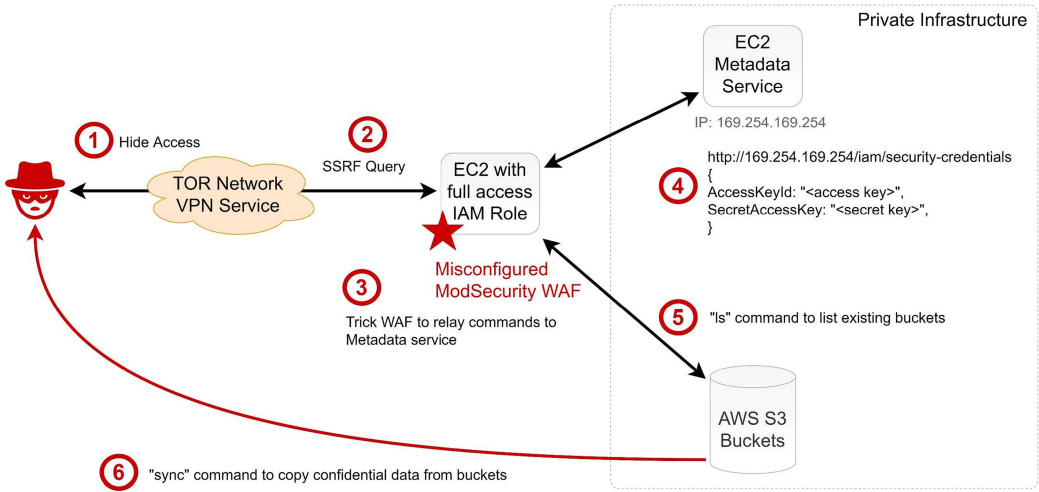 Private Infrastructure
EC2
Metadata
Service
IP: 169.254.169.254
1
Hide Access
2
SSRF Query
TOR Network
VPN Service
EC2 with
full access
IAM Role
Misconfigured
ModSecurity WAF
3
Trick WAF to relay commands to
Metadata service
4
http://169.254.169.254/iam/security-credentials
{
AccessKeyId: "<access key>",
SecretAccessKey: "<secret key>",
}
5
"ls" command to list existing buckets
AWS S3
Buckets
6
"sync" command to copy confidential data from buckets